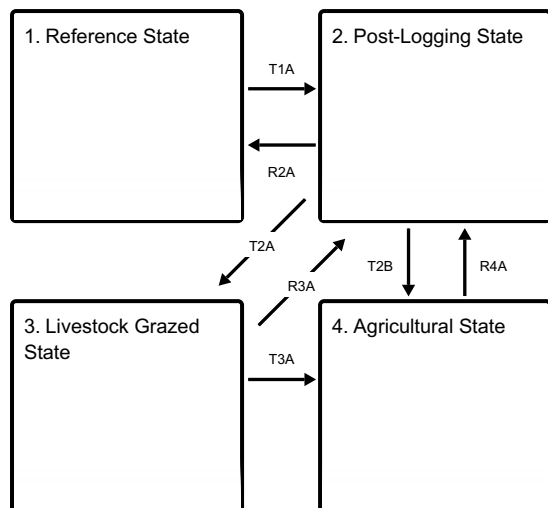 1. Reference State
2. Post-Logging State
T1A
R2A
T2A
R3A
T2B
R4A
3. Livestock Grazed
State
4. Agricultural State
T3A